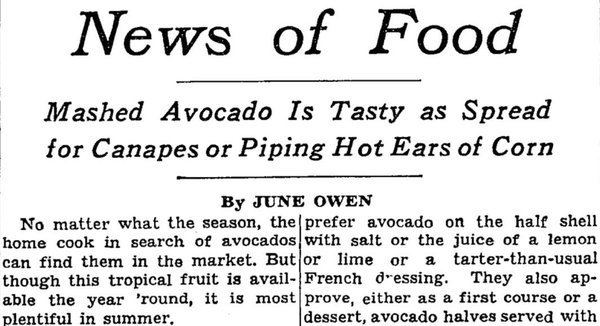 News of Food
Mashed Avocado Is Tasty as Spread
for Canapes or Piping Hot Ears of Corn
By JUNE OWEN
No matter what the season, the
home cook in search of avocados
can find them in the market. But
though this tropical fruit is avail-
able the year 'round, it is most
plentiful in summer.
prefer avocado on the half shell
with salt or the juice of a lemon
or lime or a tarter-than-usual
French dressing. They also ap-
prove, either as a first course or a
dessert, avocado halves served with